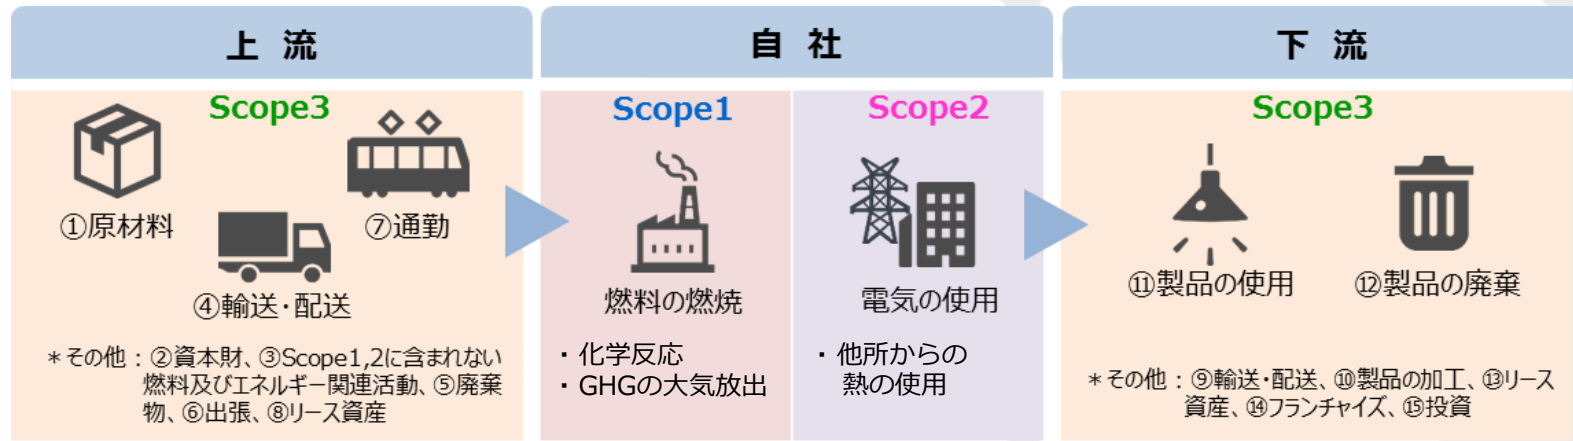 上 流
Scope3
①原材料
⑦通勤
④輸送・配送
＊その他：②資本財、③Scope1,2に含まれない
燃料及びエネルギー関連活動、⑤廃棄
物、⑥出張、⑧リース資産
自 社
Scope1
燃料の燃焼
・化学反応
・GHGの大気放出
Scope2
電気の使用
・他所からの
熱の使用
下 流
Scope3
⑪製品の使用
⑫製品の廃棄
＊その他：⑨輸送・配送、⑩製品の加工、⑬リース
資産、⑭フランチャイズ、⑮投資